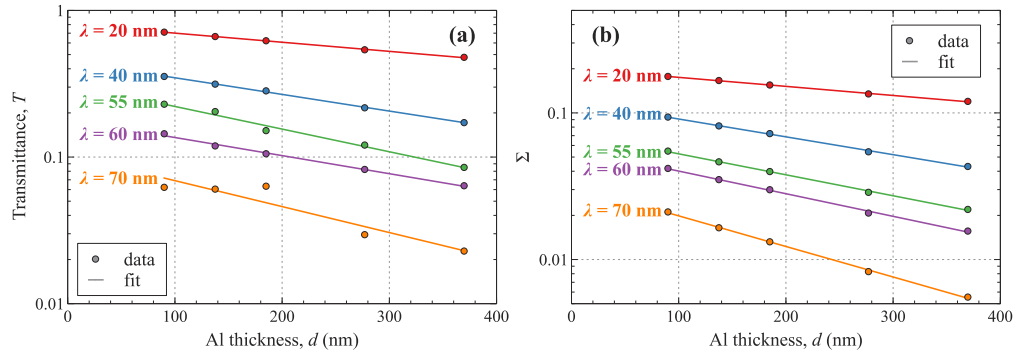 (a)
λ = 20 nm
λ = 40 nm
λ = 55 nm
λ = 60 nm
λ = 70 nm
data
fit
1
0.1
0.01
Transmittance, T
0
100
200
300
400
Al thickness, d (nm)
(b)
data
fit
λ = 20 nm
λ = 40 nm
λ = 55 nm
λ = 60 nm
λ = 70 nm
0.1
0.01
Σ
0
100
200
300
400
Al thickness, d (nm)